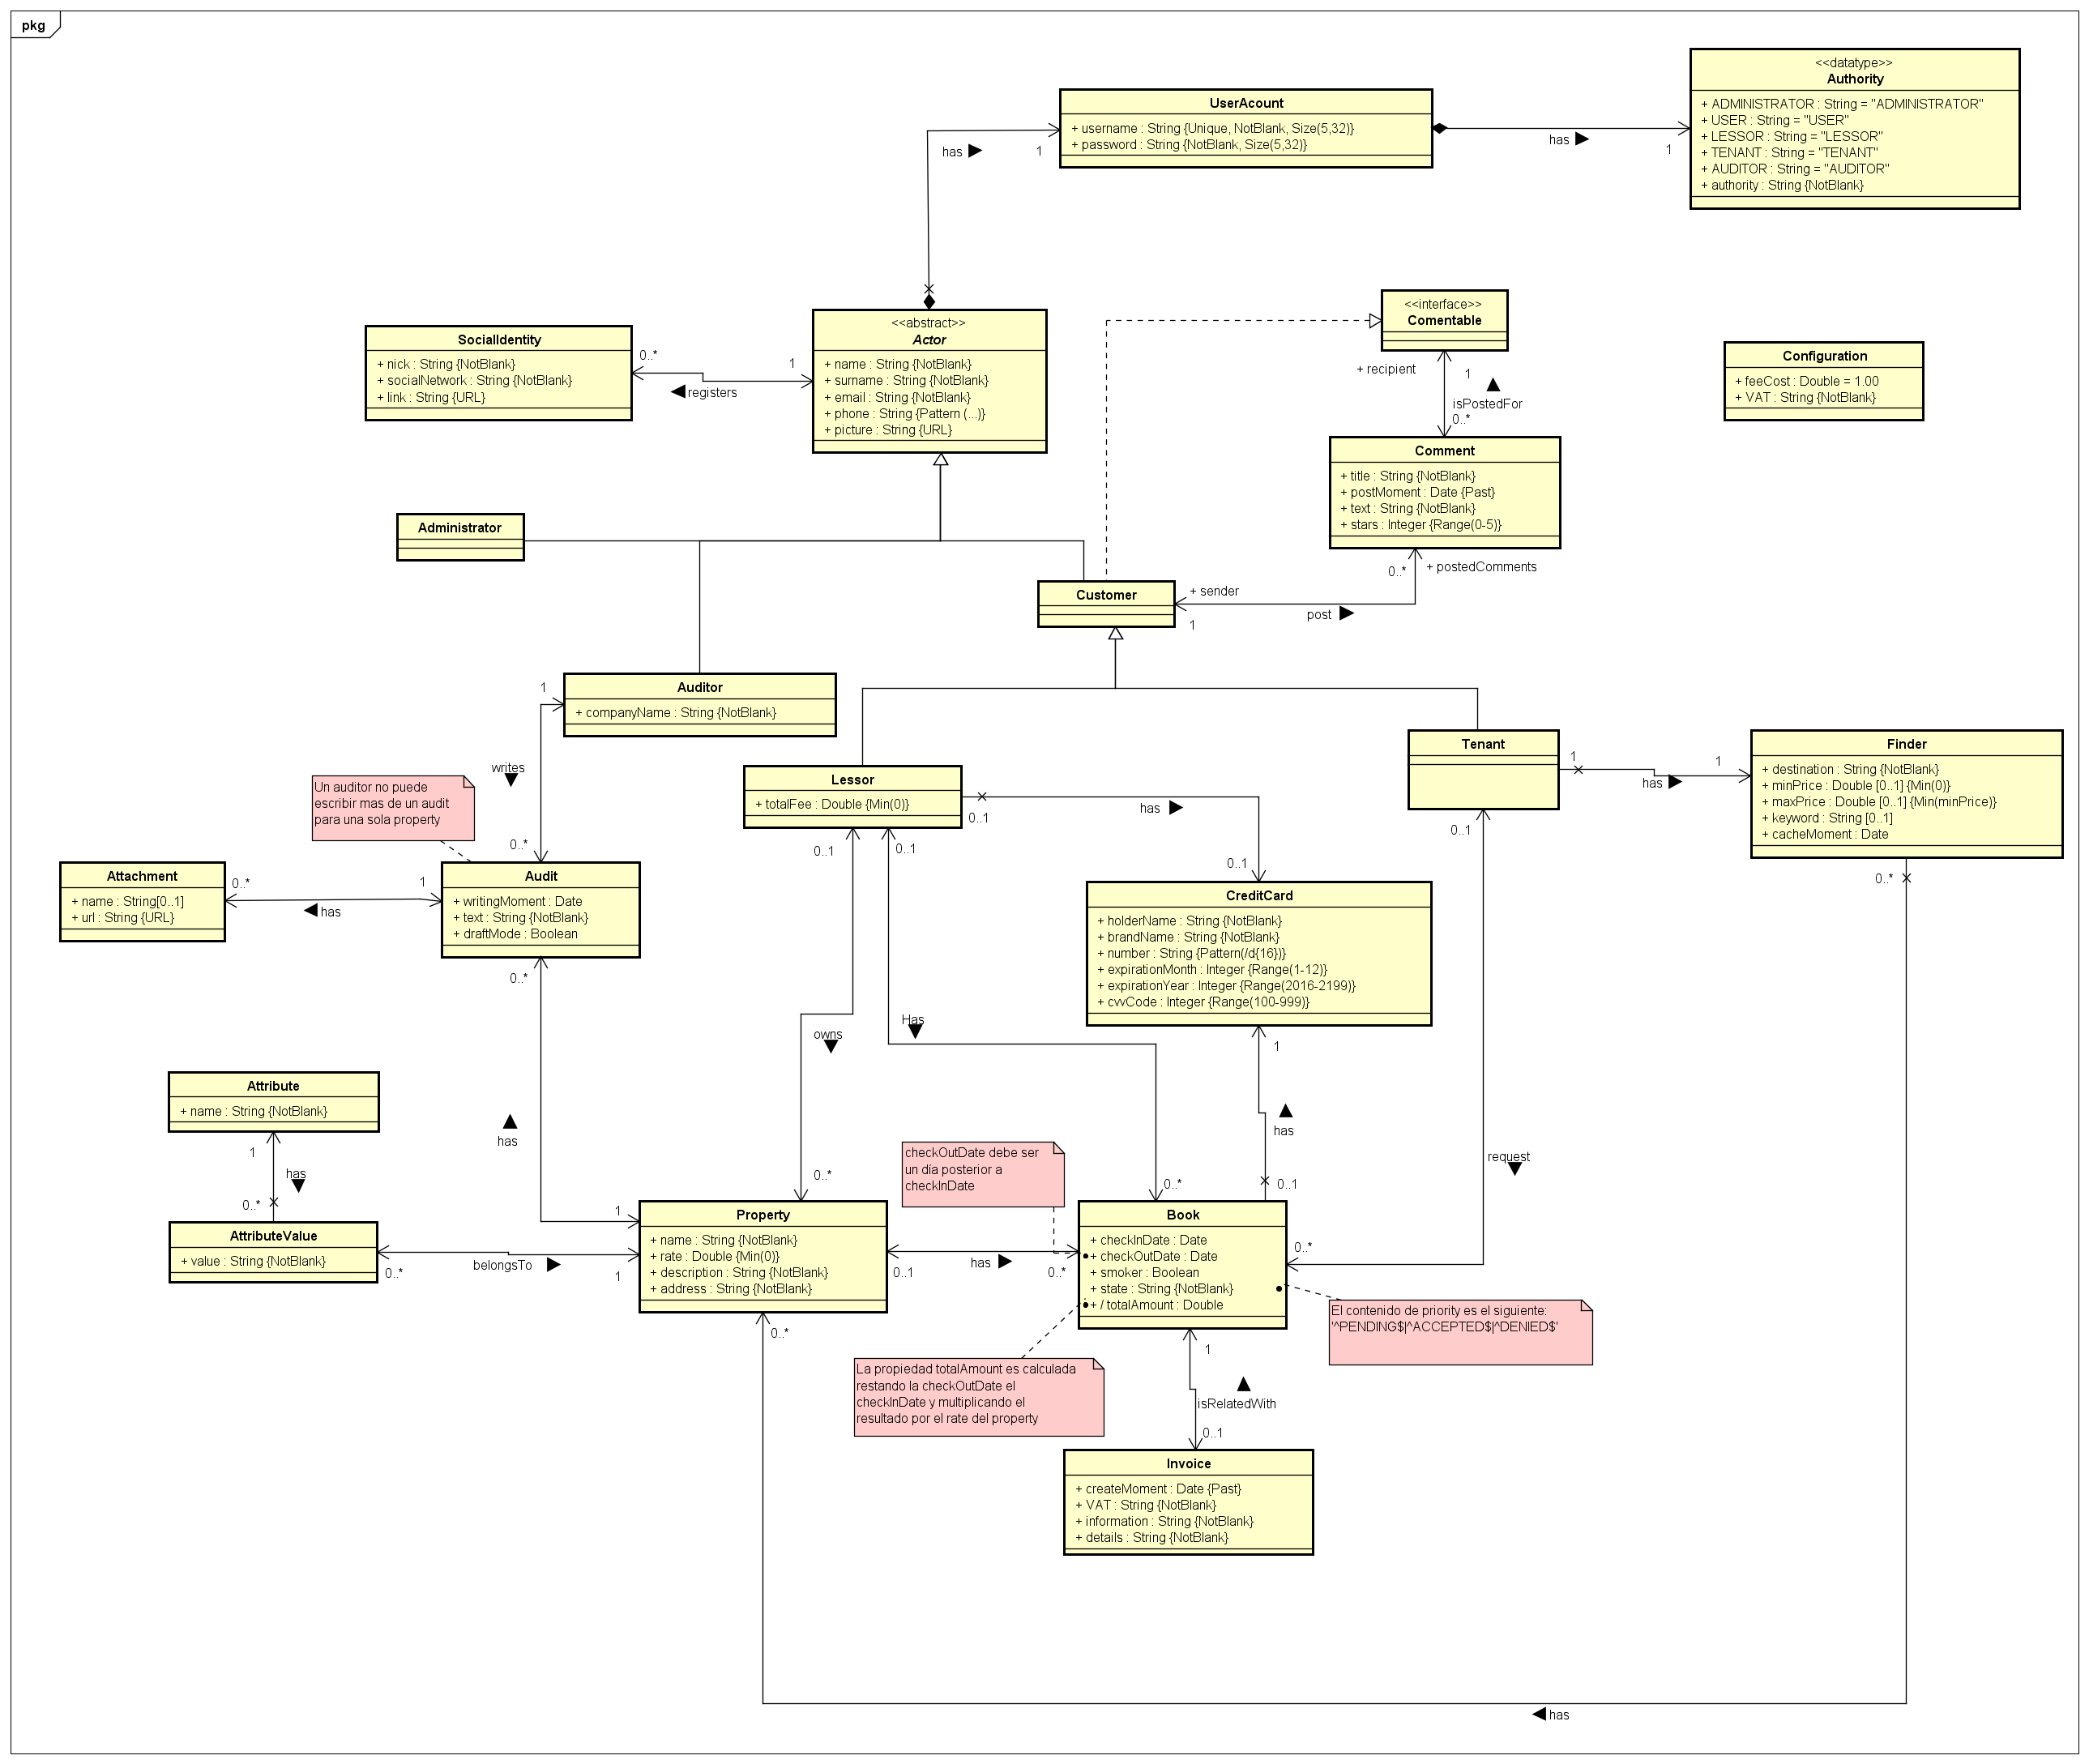 pkg
<<datatype>>
Authority
+ ADMINISTRATOR : String = "ADMINISTRATOR"
+ USER : String = "USER"
+ LESSOR : String = "LESSOR"
+ TENANT : String = "TENANT"
+ AUDITOR : String = "AUDITOR"
+ authority : String {NotBlank}
UserAcount
+ username : String {Unique, NotBlank, Size(5,32)}
+ password : String {NotBlank, Size(5,32)}
has
1
has
1
<<abstract>>
Actor
+ name : String {NotBlank}
+ surname : String {NotBlank}
+ email : String {NotBlank}
+ phone : String {Pattern (...)}
+ picture : String {URL}
SocialIdentity
+ nick : String {NotBlank}
+ socialNetwork : String {NotBlank}
+ link : String {URL}
0..*
1
registers
<<interface>>
Comentable
+ recipient
1
isPostedFor
0..*
Configuration
+ feeCost : Double = 1.00
+ VAT : String {NotBlank}
Comment
+ title : String {NotBlank}
+ postMoment : Date {Past}
+ text : String {NotBlank}
+ stars : Integer {Range(0-5)}
0..*
+ postedComments
Administrator
Customer
+ sender
post
1
Auditor
+ companyName : String {NotBlank}
1
writes
0..*
Un auditor no puede
escribir mas de un audit
para una sola property
Lessor
+ totalFee : Double {Min(0)}
0..1
has
0..1
0..1
0..1
Tenant
0..1
1
has
1
Finder
+ destination : String {NotBlank}
+ minPrice : Double [0..1] {Min(0)}
+ maxPrice : Double [0..1] {Min(minPrice)}
+ keyword : String [0..1]
+ cacheMoment : Date
0..*
Attachment
+ name : String[0..1]
+ url : String {URL}
0..*
1
has
Audit
+ writingMoment : Date
+ text : String {NotBlank}
+ draftMode : Boolean
0..*
CreditCard
+ holderName : String {NotBlank}
+ brandName : String {NotBlank}
+ number : String {Pattern(/d{16})}
+ expirationMonth : Integer {Range(1-12)}
+ expirationYear : Integer {Range(2016-2199)}
+ cvvCode : Integer {Range(100-999)}
1
has
0..1
owns
Has
0..*
0..*
has
1
request
0..*
Attribute
+ name : String {NotBlank}
1
has
0..*
AttributeValue
+ value : String {NotBlank}
0..*
belongsTo
1
checkOutDate debe ser
un día posterior a
checkInDate
Property
+ name : String {NotBlank}
+ rate : Double {Min(0)}
+ description : String {NotBlank}
+ address : String {NotBlank}
0..1
has
0..*
0..*
Book
+ checkInDate : Date
+ checkOutDate : Date
+ smoker : Boolean
+ state : String {NotBlank}
+ / totalAmount : Double
El contenido de priority es el siguiente:
'^PENDING$|^ACCEPTED$|^DENIED$'
La propiedad totalAmount es calculada
restando la checkOutDate el
checkInDate y multiplicando el
resultado por el rate del property
1
isRelatedWith
0..1
Invoice
+ createMoment : Date {Past}
+ VAT : String {NotBlank}
+ information : String {NotBlank}
+ details : String {NotBlank}
has